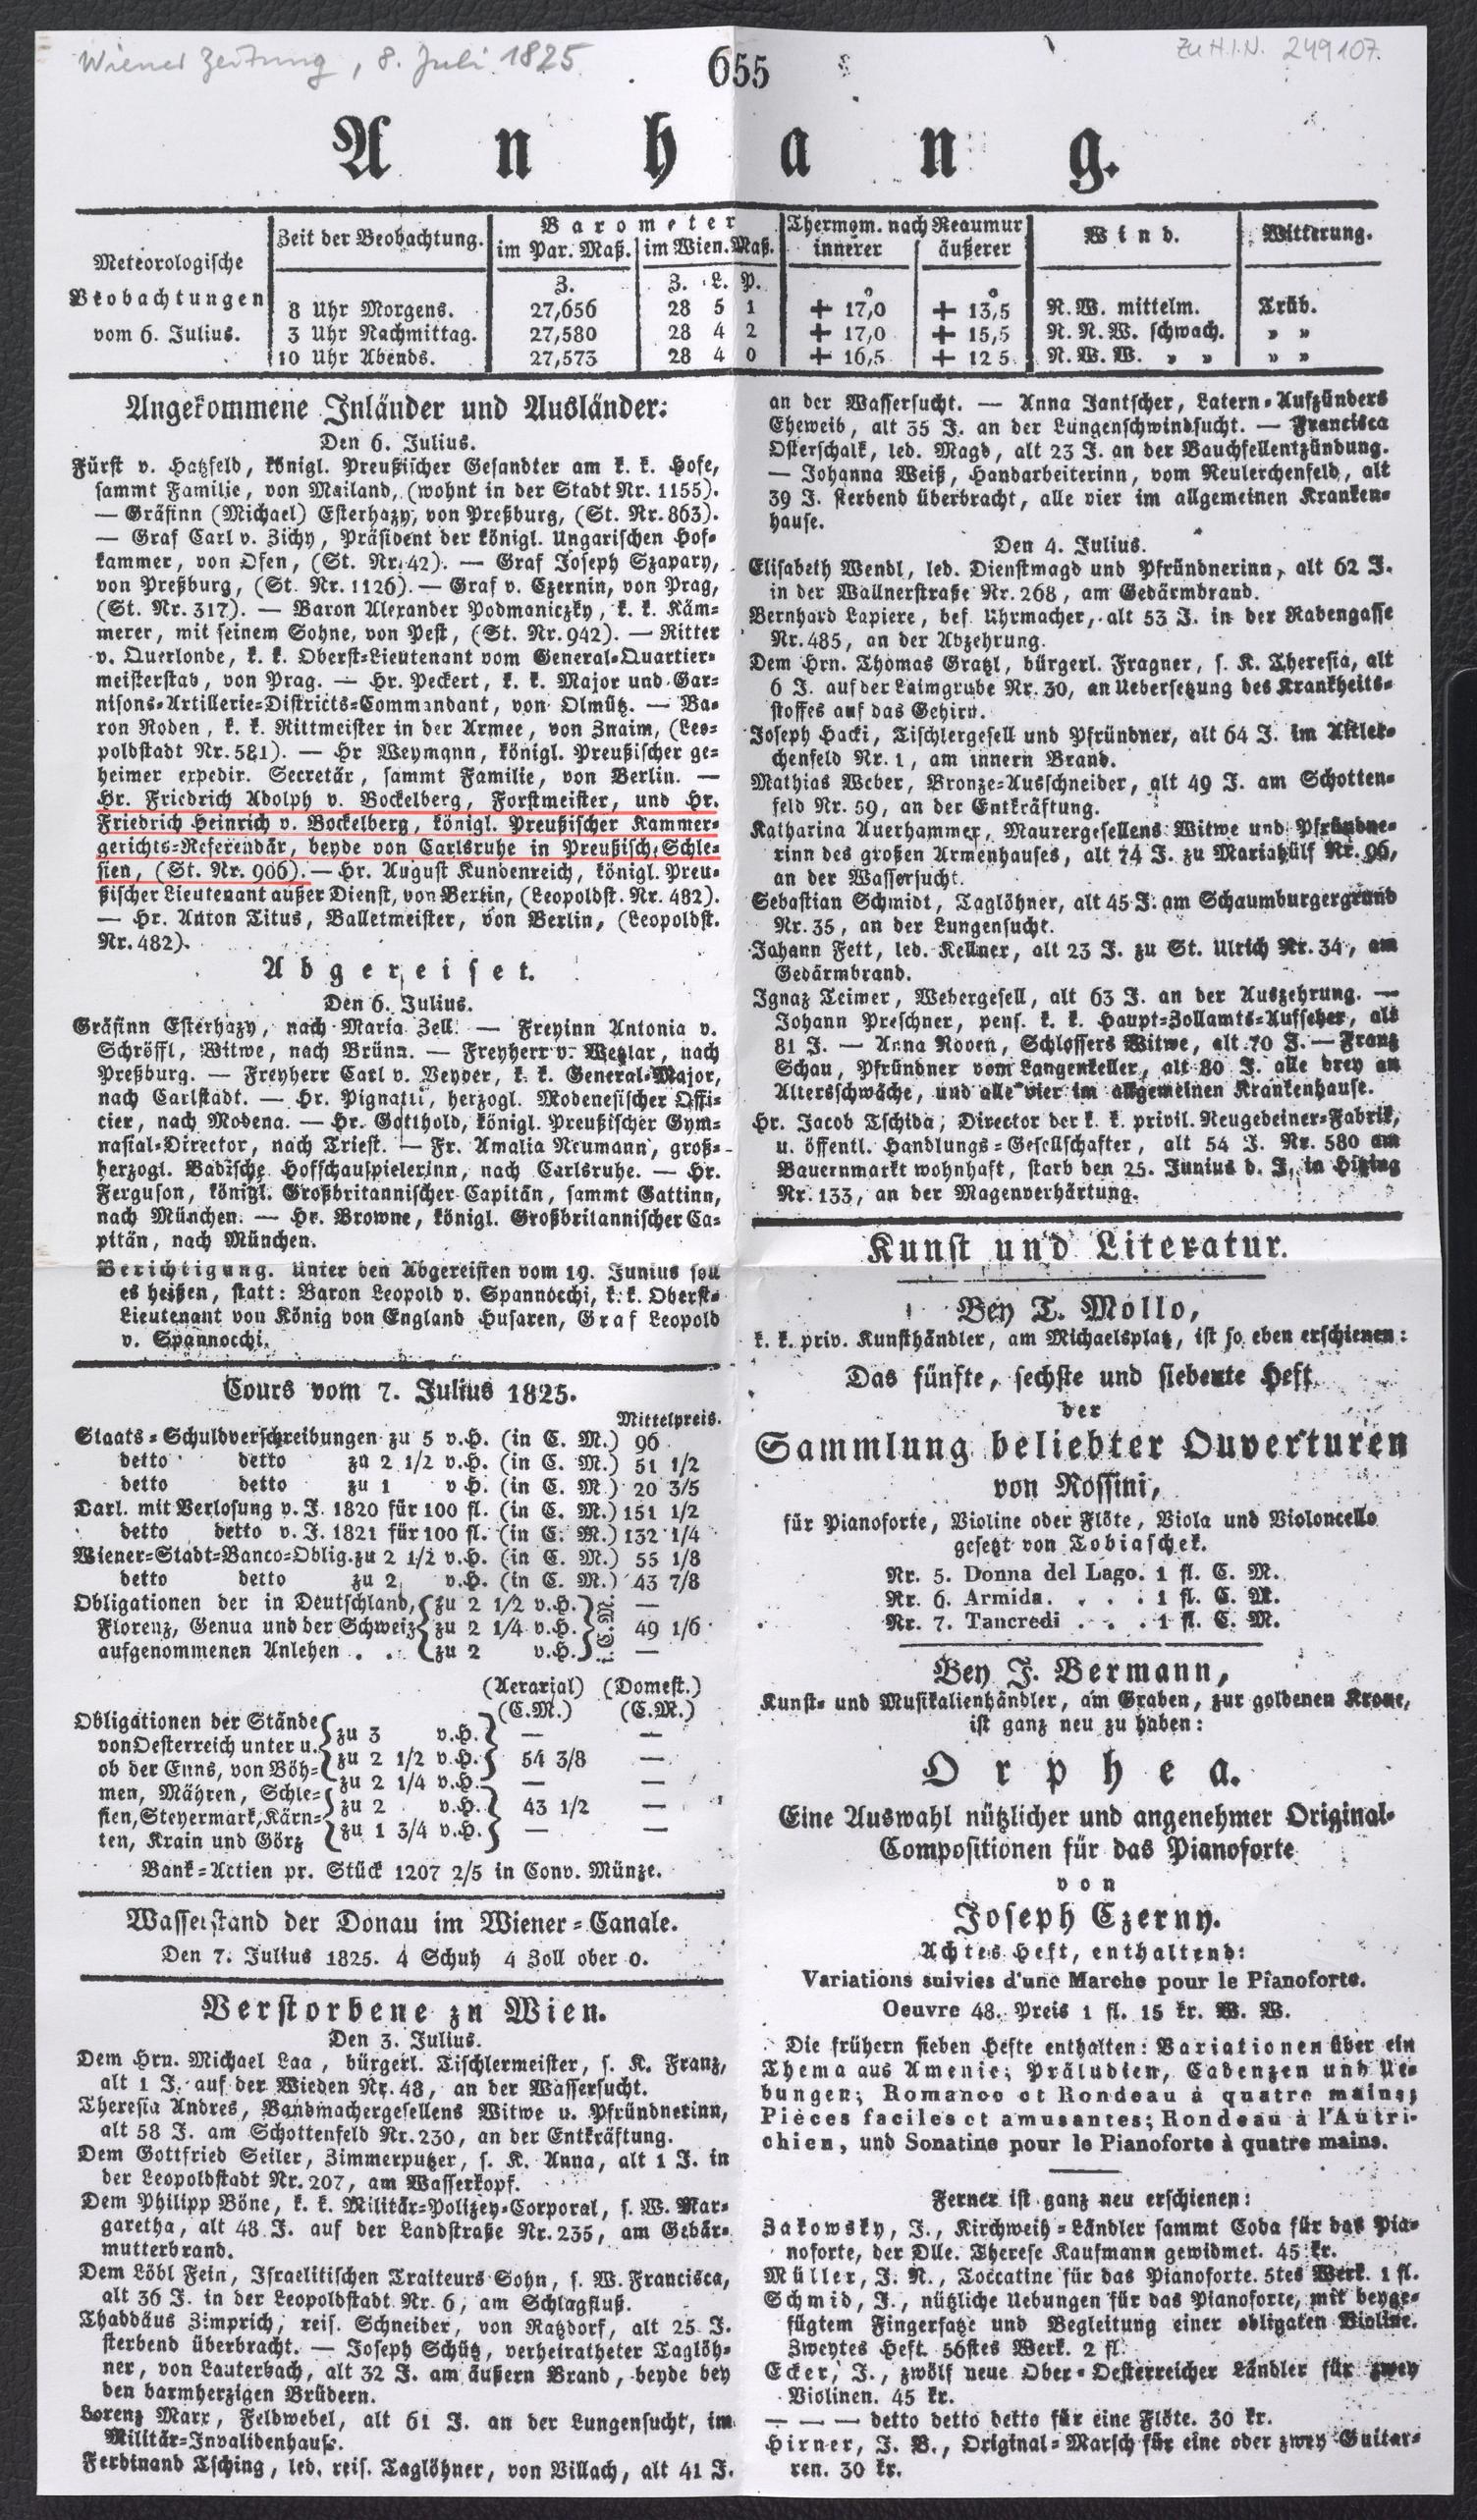 Wiener Zeitung, 8. Juli 1825
655
Zu H.I.N. 249107.
Anhang.
Meteorologische
Beobachtungen
vom 6. Julius.
Zeit der Beobachtung.
8 Uhr Morgens.
3 Uhr Nachmittag.
10 Uhr Abends.
Barometer
im Par. Maß. im Wien. Maß.
Z. Z. L. P.
27,656 28 5 1
27,580 28 4 2
27,573 28 4 0
Thermom. nach Reaumur
innerer äußerer
+ 17,0 + 13,5
+ 17,0 + 15,5
+ 16,5 + 12 5
Wind.
N. W. mittelm.
N. N. W. schwach.
N. W. W. » »
Witterung.
Trüb.
» »
» »
Angekommene Inländer und Ausländer:
Den 6. Julius.
Fürst v. Hatzfeld, königl. Preußischer Gesandter am k. k. Hofe,
sammt Familie, von Mailand, (wohnt in der Stadt Nr. 1155).
— Gräfinn (Michael) Esterhazy, von Preßburg, (St. Nr. 863).
— Graf Carl v. Zichy, Präsident der königl. Ungarischen Hof-
kammer, von Ofen, (St. Nr. 42). — Graf Joseph Szapary,
von Preßburg, (St. Nr. 1126). — Graf v. Czernin, von Prag,
(St. Nr. 317). — Baron Alexander Podmaniczky, k. k. Käm-
merer, mit seinem Sohne, von Pest, (St. Nr. 942). — Ritter
v. Querlonde, k. k. Oberst-Lieutenant vom General-Quartier-
meisterstab, von Prag. — Hr. Peckert, k. k. Major und Gar-
nisons-Artillerie-Districts-Commandant, von Olmütz. — Ba-
ron Roden, k. k. Rittmeister in der Armee, von Znaim, (Leo-
poldstadt Nr. 581). — Hr Weymann, königl. Preußischer ge-
heimer expedir. Secretär, sammt Familie, von Berlin. —
Hr. Friedrich Adolph v. Bockelberg, Forstmeister, und Hr.
Friedrich Heinrich v. Bockelberg, königl. Preußischer Kammer-
gerichts-Referendär, beyde von Carlsruhe in Preußisch-Schle-
sien, (St. Nr. 906). — Hr. August Kundenreich, königl. Preu-
ßischer Lieutenant außer Dienst, von Berlin, (Leopoldst. Nr. 482).
— Hr. Anton Titus, Balletmeister, von Berlin, (Leopoldst.
Nr. 482).
Abgereiset.
Den 6. Julius.
Gräfinn Esterhazy, nach Maria Zell. — Freyinn Antonia v.
Schröffl, Witwe, nach Brünn. — Freyherr v. Wetzlar, nach
Preßburg. — Freyherr Carl v. Veyder, k. k. General-Major,
nach Carlstadt. — Hr. Pignatti, herzogl. Modenesischer Offi-
cier, nach Modena. — Hr. Gotthold, königl. Preußischer Gym-
nasial-Director, nach Triest. — Fr. Amalia Neumann, groß-
herzogl. Badische Hofschauspielerinn, nach Carlsruhe. — Hr.
Ferguson, königl. Großbritannischer Capitän, sammt Gattinn,
nach München. — Hr. Browne, königl. Großbritannischer Ca-
pitän, nach München.
Berichtigung. Unter den Abgereisten vom 19. Junius soll
es heißen, statt: Baron Leopold v. Spannocchi, k. k. Oberst-
Lieutenant von König von England Husaren, Graf Leopold
v. Spannocchi.
Cours vom 7. Julius 1825.
Mittelpreis.
Staats-Schuldverschreibungen zu 5 v.H. (in C. M.) 96
detto detto zu 2 1/2 v.H. (in C. M.) 51 1/2
detto detto zu 1 v H. (in C. M.) 20 3/5
Darl. mit Verlosung v. J. 1820 für 100 fl. (in C. M.) 151 1/2
detto detto v. J. 1821 für 100 fl. (in C. M.) 132 1/4
Wiener-Stadt-Banco-Oblig. zu 2 1/2 v.H. (in C. M.) 55 1/8
detto detto zu 2 v.H. (in C. M.) 43 7/8
Obligationen der in Deutschland, zu 2 1/2 v.H. —
Florenz, Genua und der Schweiz zu 2 1/4 v.H. i. C.M. 49 1/6
aufgenommenen Anlehen . . zu 2 v.H. —
(Aerarial) (Domest.)
(C.M.) (C.M.)
Obligationen der Stände zu 3 v.H. — —
von Oesterreich unter u. zu 2 1/2 v.H. 54 3/8 —
ob der Enns, von Böh- zu 2 1/4 v.H. — —
men, Mähren, Schle- zu 2 v.H. 43 1/2 —
sien, Steyermark, Kärn- zu 1 3/4 v.H. — —
ten, Krain und Görz
Bank-Actien pr. Stück 1207 2/5 in Conv. Münze.
Wasserstand der Donau im Wiener-Canale.
Den 7. Julius 1825. 4 Schuh 4 Zoll ober 0.
Verstorbene zu Wien.
Den 3. Julius.
Dem Hrn. Michael Laa, bürgerl. Tischlermeister, s. K. Franz,
alt 1 J. auf der Wieden Nr. 48, an der Wassersucht.
Theresia Andres, Bandmachergesellens Witwe u. Pfründnerinn,
alt 58 J. am Schottenfeld Nr. 230, an der Entkräftung.
Dem Gottfried Seiler, Zimmerputzer, s. K. Anna, alt 1 J. in
der Leopoldstadt Nr. 207, am Wasserkopf.
Dem Philipp Böne, k. k. Militär-Polizey-Corporal, s. W. Mar-
garetha, alt 48 J. auf der Landstraße Nr. 235, am Gebär-
mutterbrand.
Dem Löbl Fein, Israelitischen Traiteurs Sohn, s. W. Francisca,
alt 36 J. in der Leopoldstadt Nr. 6, am Schlagfluß.
Thaddäus Zimprich, reis. Schneider, von Ratzdorf, alt 25 J.
sterbend überbracht. — Joseph Schütz, verheiratheter Taglöh-
ner, von Lauterbach, alt 32 J. am äußern Brand, beyde bey
den barmherzigen Brüdern.
Lorenz Marx, Feldwebel, alt 61 J. an der Lungensucht, im
Militär-Invalidenhause.
Ferdinand Tsching, led. reis. Taglöhner, von Villach, alt 41 J.
an der Wassersucht. — Anna Jantscher, Latern-Aufzünders
Eheweib, alt 35 J. an der Lungenschwindsucht. — Francisca
Osterschalk, led. Magd, alt 23 J. an der Bauchfellentzündung.
— Johanna Weiß, Handarbeiterinn, vom Neulerchenfeld, alt
39 J. sterbend überbracht, alle vier im allgemeinen Kranken-
hause.
Den 4. Julius.
Elisabeth Wendl, led. Dienstmagd und Pfründnerinn, alt 62 J.
in der Wallnerstraße Nr. 268, am Gedärmbrand.
Bernhard Lapiere, bef. Uhrmacher, alt 53 J. in der Rabengasse
Nr. 485, an der Abzehrung.
Dem Hrn. Thomas Gratzl, bürgerl. Fragner, s. K. Theresia, alt
6 J. auf der Laimgrube Nr. 30, an Uebersetzung des Krankheits-
stoffes auf das Gehirn.
Joseph Hacki, Tischlergesell und Pfründner, alt 64 J. im Altler-
chenfeld Nr. 1, am innern Brand.
Mathias Weber, Bronze-Ausschneider, alt 49 J. am Schotten-
feld Nr. 59, an der Entkräftung.
Katharina Auerhammer, Maurergesellens Witwe und Pfründne-
rinn des großen Armenhauses, alt 74 J. zu Mariahülf Nr. 96,
an der Wassersucht.
Sebastian Schmidt, Taglöhner, alt 45 J. am Schaumburgergrund
Nr. 35, an der Lungensucht.
Johann Fett, led. Kellner, alt 23 J. zu St. Ulrich Nr. 34, am
Gedärmbrand.
Ignaz Teimer, Webergesell, alt 63 J. an der Auszehrung. —
Johann Preschner, pens. k. k. Haupt-Zollamts-Aufseher, alt
81 J. — Anna Noven, Schlossers Witwe, alt 70 J. — Franz
Schau, Pfründner vom Langenkeller, alt 80 J. alle drey an
Altersschwäche, und alle vier im allgemeinen Krankenhause.
Hr. Jacob Tschida, Director der k. k. privil. Neugebeiner-Fabrik,
u. öffentl. Handlungs-Gesellschafter, alt 54 J. Nr. 580 am
Bauernmarkt wohnhaft, starb den 25. Junius d. J. in Hitzing
Nr. 133, an der Magenverhärtung.
Kunst und Literatur.
Bey T. Mollo,
k. k. priv. Kunsthändler, am Michaelsplatz, ist so eben erschienen:
Das fünfte, sechste und siebente Heft
der
Sammlung beliebter Ouverturen
von Rossini,
für Pianoforte, Violine oder Flöte, Viola und Violoncello
gesetzt von Tobiaschek.
Nr. 5. Donna del Lago. 1 fl. C. M.
Nr. 6. Armida. . . . 1 fl. C. M.
Nr. 7. Tancredi . . . 1 fl. C. M.
Bey J. Bermann,
Kunst- und Musikalienhändler, am Graben, zur goldenen Krone,
ist ganz neu zu haben:
Orphea.
Eine Auswahl nützlicher und angenehmer Original-
Compositionen für das Pianoforte
von
Joseph Czerny.
Achtes Heft, enthaltend:
Variations suivies d'une Marche pour le Pianoforte.
Oeuvre 48. Preis 1 fl. 15 kr. W. W.
Die frühern sieben Hefte enthalten: Variationen über ein
Thema aus Amenie; Präludien, Cadenzen und Ue-
bungen; Romance et Rondeau à quatre mains;
Pièces faciles et amusantes; Rondeau à l'Autri-
chien, und Sonatine pour le Pianoforte à quatre mains.
Ferner ist ganz neu erschienen:
Zakowsky, J., Kirchweih-Ländler sammt Coda für das Pia-
noforte, der Dlle. Therese Kaufmann gewidmet. 45 kr.
Müller, J. N., Toccatine für das Pianoforte. 5tes Werk. 1 fl.
Schmid, J., nützliche Uebungen für das Pianoforte, mit beyge-
fügtem Fingersatze und Begleitung einer obligaten Violine.
Zweytes Heft. 56stes Werk. 2 fl.
Ecker, J., zwölf neue Ober-Oesterreicher Ländler für zwey
Violinen. 45 kr.
— — — detto detto detto für eine Flöte. 30 kr.
Hirner, J. B., Original-Marsch für eine oder zwey Guitar-
ren. 30 kr.